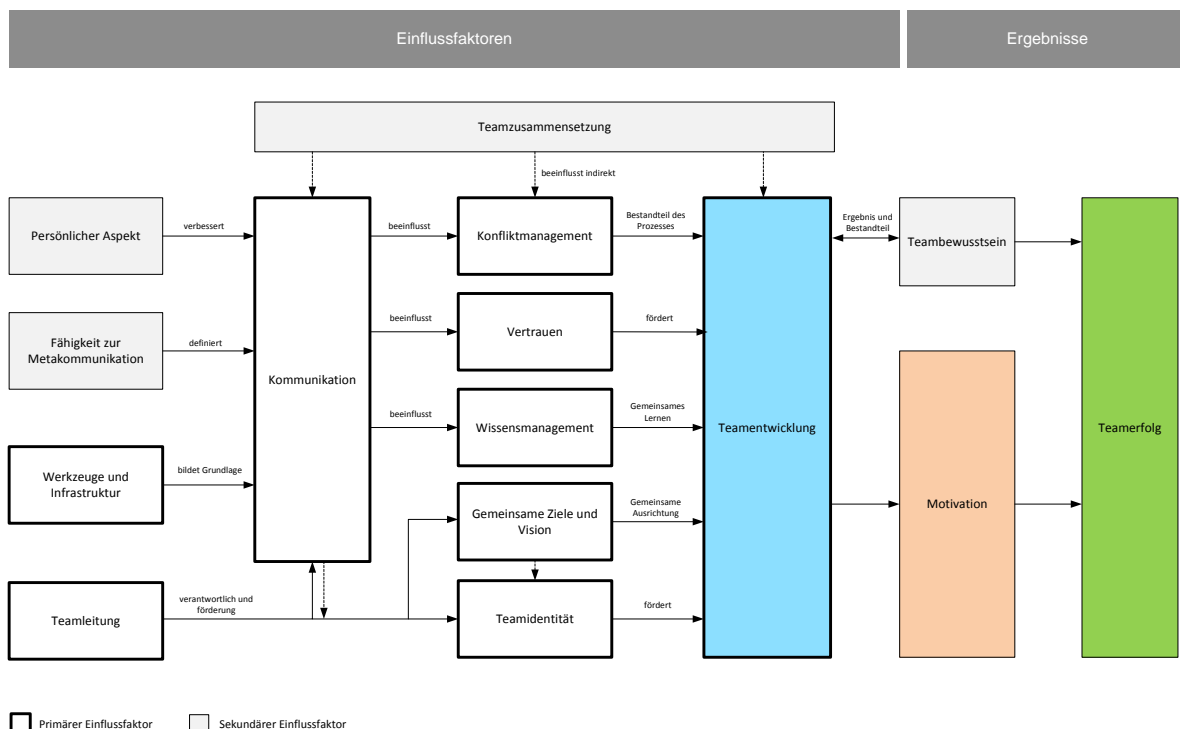 Einflussfaktoren
Ergebnisse
Teamzusammensetzung
beeinflusst indirekt
Persönlicher Aspekt
verbessert
beeinflusst
Konfliktmanagement
Bestandteil des
Prozesses
Ergebnis und
Bestandteil
Teambewusstsein
Fähigkeit zur
Metakommunikation
definiert
Kommunikation
beeinflusst
Vertrauen
fördert
beeinflusst
Wissensmanagement
Gemeinsames
Lernen
Teamentwicklung
Teamerfolg
Werkzeuge und
Infrastruktur
bildet Grundlage
Gemeinsame Ziele und
Vision
Gemeinsame
Ausrichtung
Motivation
Teamleitung
verantwortlich und
förderung
Teamidentität
fördert
Primärer Einflussfaktor
Sekundärer Einflussfaktor